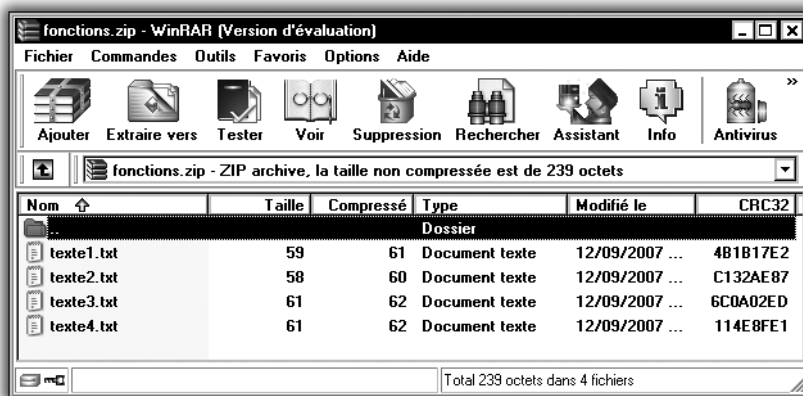 fonctions.zip - WinRAR (Version d'évaluation)
Fichier Commandes Outils Favoris Options Aide
Ajouter Extraire vers Tester Voir Suppression Rechercher Assistant Info Antivirus »
fonctions.zip - ZIP archive, la taille non compressée est de 239 octets
Nom Taille Compressé Type Modifié le CRC32
.. Dossier
texte1.txt 59 61 Document texte 12/09/2007 ... 4B1B17E2
texte2.txt 58 60 Document texte 12/09/2007 ... C132AE87
texte3.txt 61 62 Document texte 12/09/2007 ... 6C0A02ED
texte4.txt 61 62 Document texte 12/09/2007 ... 114E8FE1
Total 239 octets dans 4 fichiers